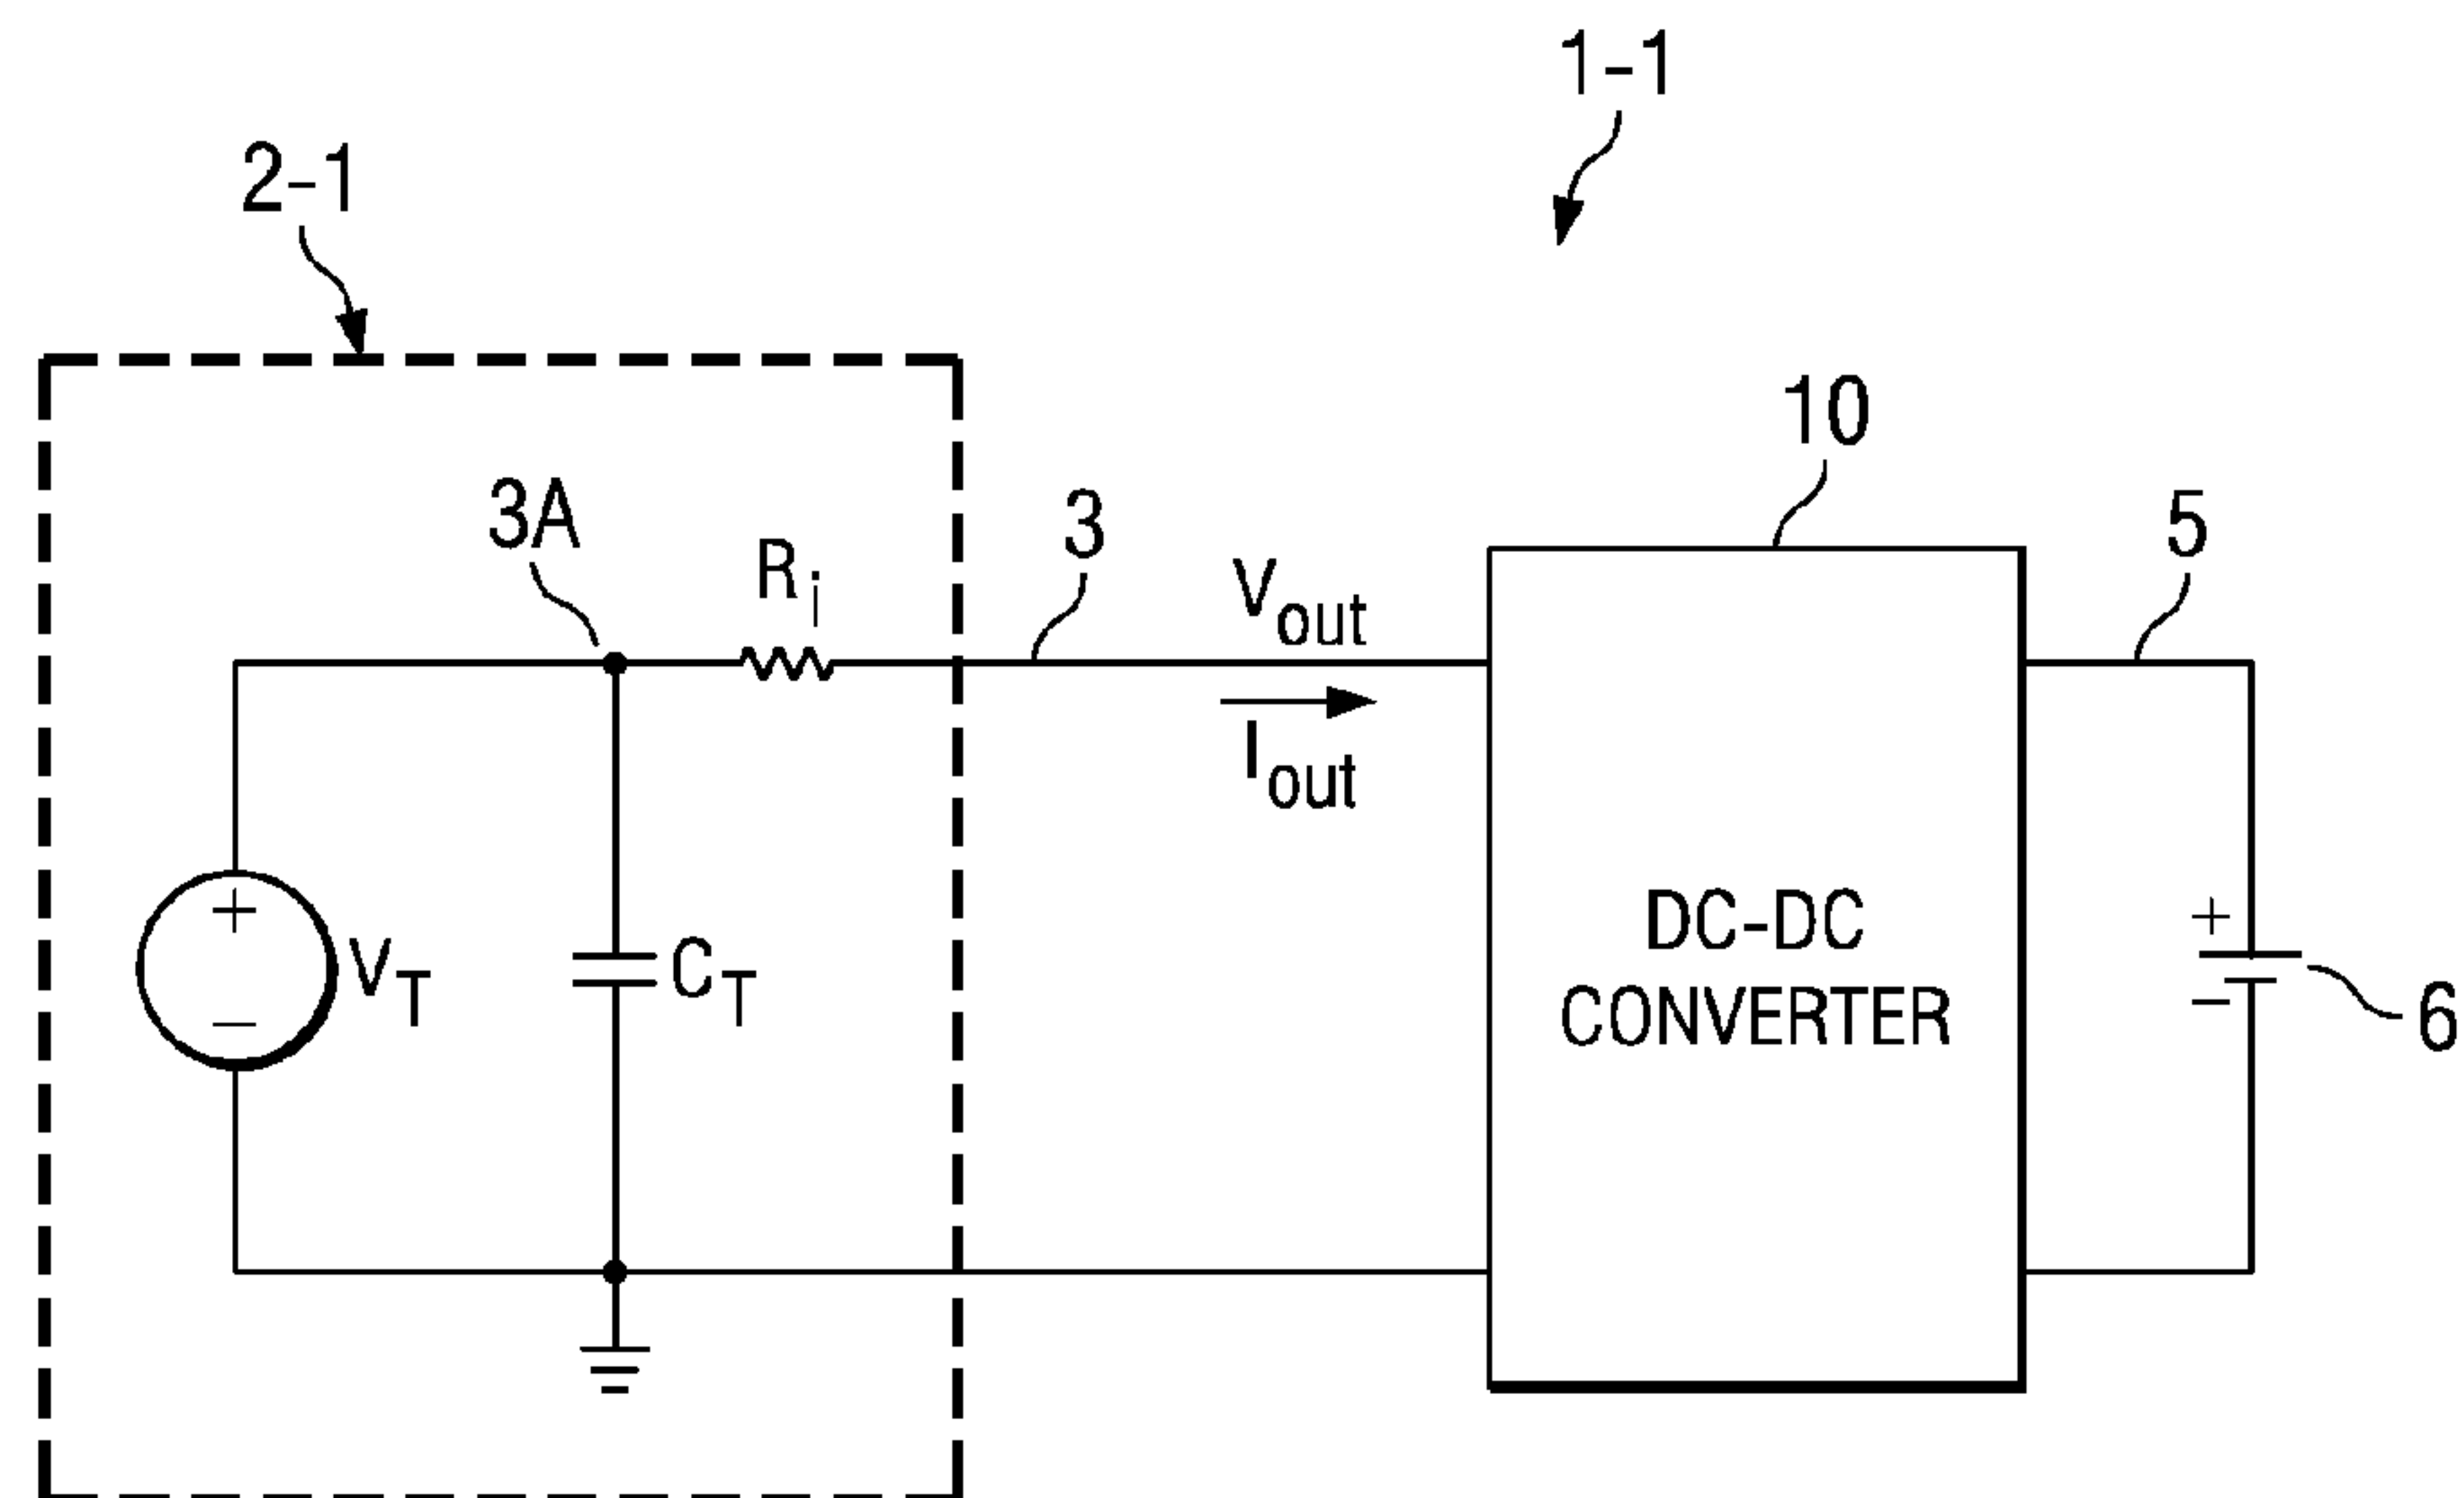 1-1
2-1
10
3A
3
5
Ri
Vout
Iout
+
VT
−
CT
DC-DC
CONVERTER
+
−
6